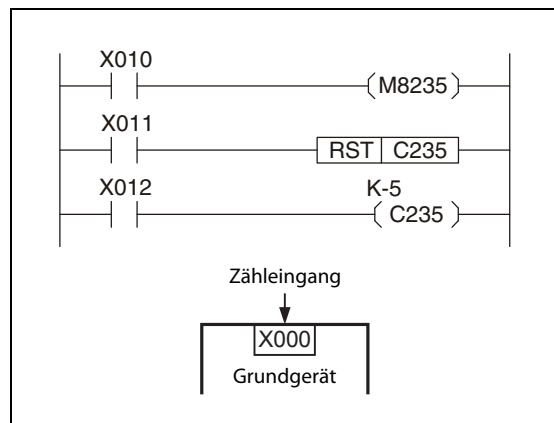 X010
(M8235)
X011
RST C235
X012
K-5
(C235)
Zähleingang
X000
Grundgerät